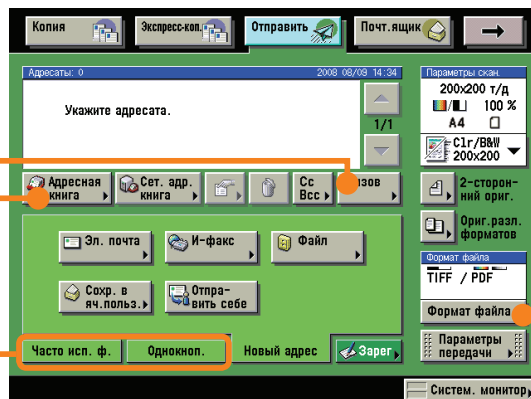 Копия
Экспресс-коп.
Отправить
Почт.ящик
Адресаты: 0
2008 08/09 14:34
Укажите адресата.
1/1
Параметры скан.
200x200 т/д
100 %
A4
Clr/B&W
200x200
Адресная
книга
Сет. адр.
книга
Cc
Bcc
зов
2-сторон-
ний ориг.
Ориг.разл.
форматов
Эл. почта
И-факс
Файл
Сохр. в
яч.польз.
Отпра-
вить себе
Формат файла
TIFF / PDF
Формат файла
Параметры
передачи
Часто исп. ф.
Однокноп.
Новый адрес
Зарег.
Систем. монитор